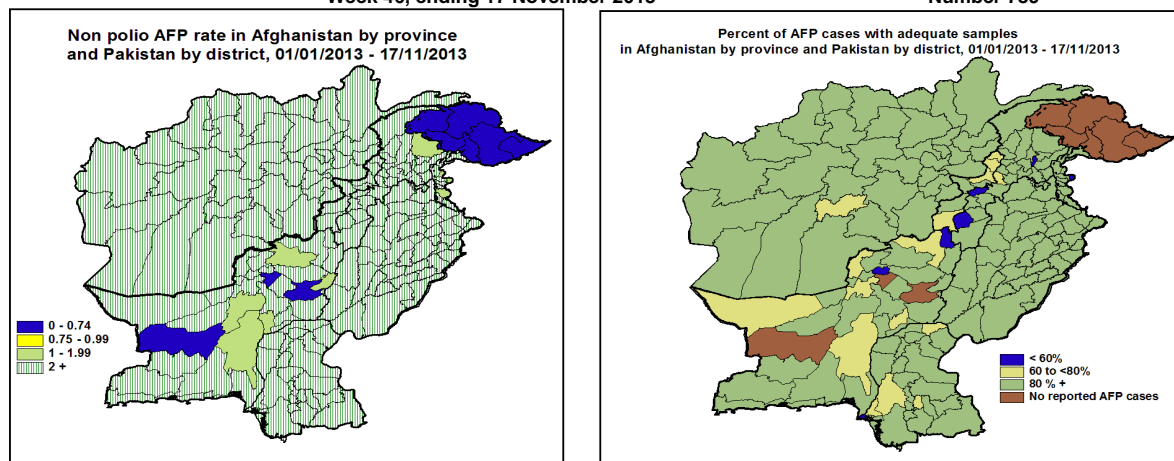 Non polio AFP rate in Afghanistan by province
and Pakistan by district, 01/01/2013 - 17/11/2013
0 - 0.74
0.75 - 0.99
1 - 1.99
2 +
Percent of AFP cases with adequate samples
in Afghanistan by province and Pakistan by district, 01/01/2013 - 17/11/2013
< 60%
60 to <80%
80 % +
No reported AFP cases